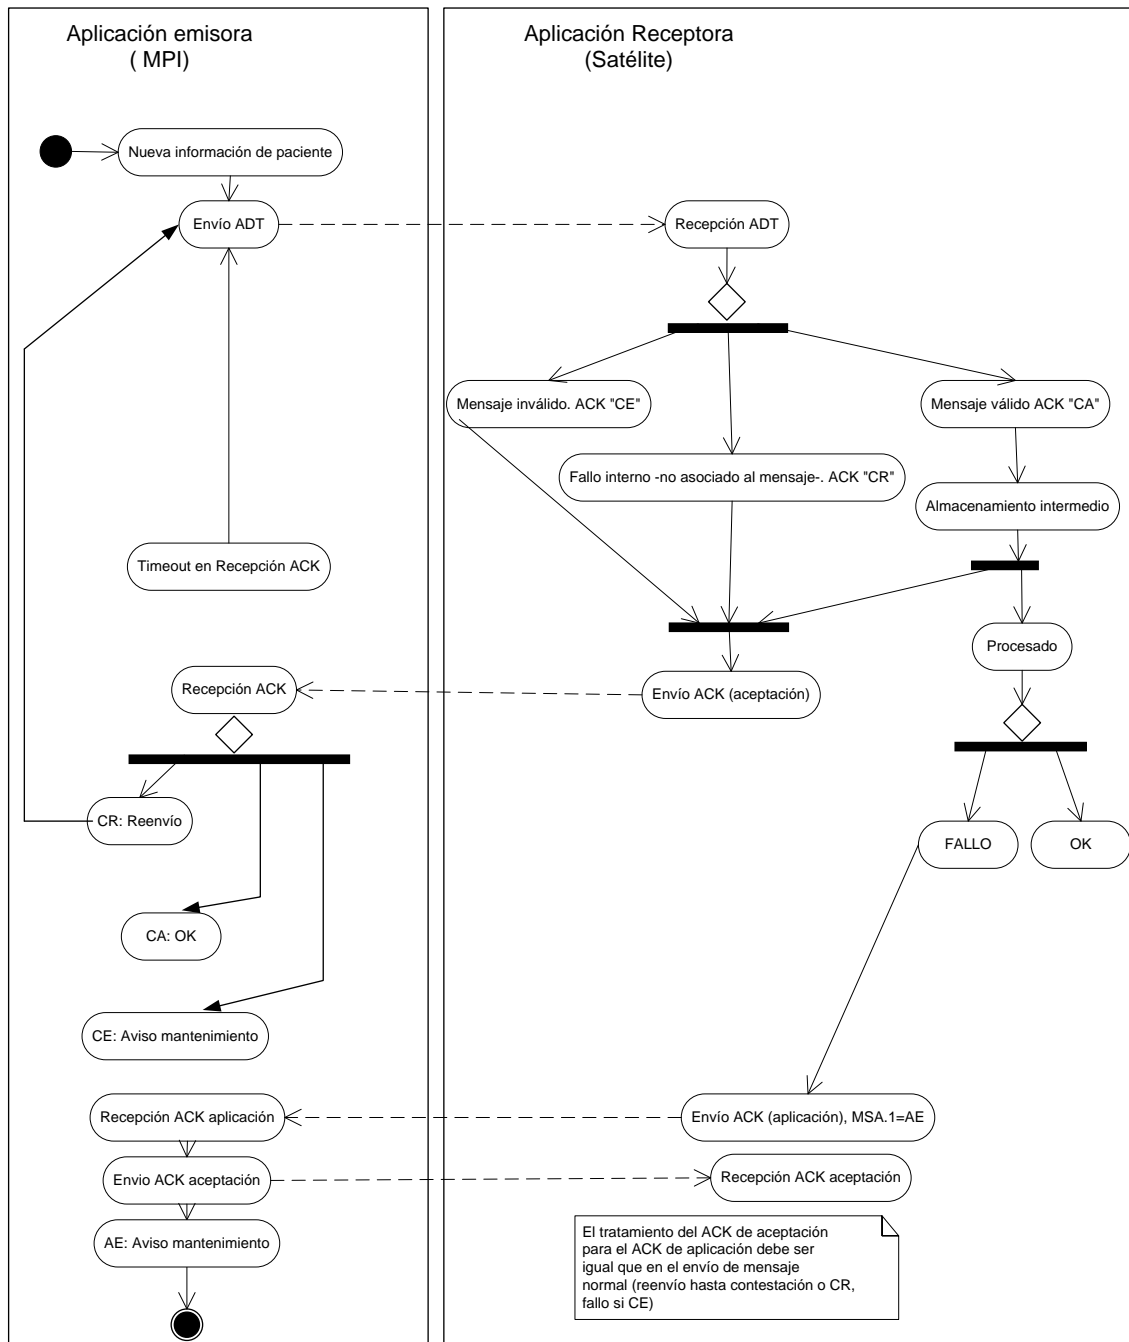 Aplicación emisora
( MPI)
Aplicación Receptora
(Satélite)
Nueva información de paciente
Envío ADT
Recepción ADT
Mensaje inválido. ACK "CE"
Mensaje válido ACK "CA"
Fallo interno -no asociado al mensaje-. ACK "CR"
Almacenamiento intermedio
Timeout en Recepción ACK
Procesado
Recepción ACK
Envío ACK (aceptación)
CR: Reenvío
FALLO
OK
CA: OK
CE: Aviso mantenimiento
Recepción ACK aplicación
Envío ACK (aplicación), MSA.1=AE
Envio ACK aceptación
Recepción ACK aceptación
AE: Aviso mantenimiento
El tratamiento del ACK de aceptación
para el ACK de aplicación debe ser
igual que en el envío de mensaje
normal (reenvío hasta contestación o CR,
fallo si CE)